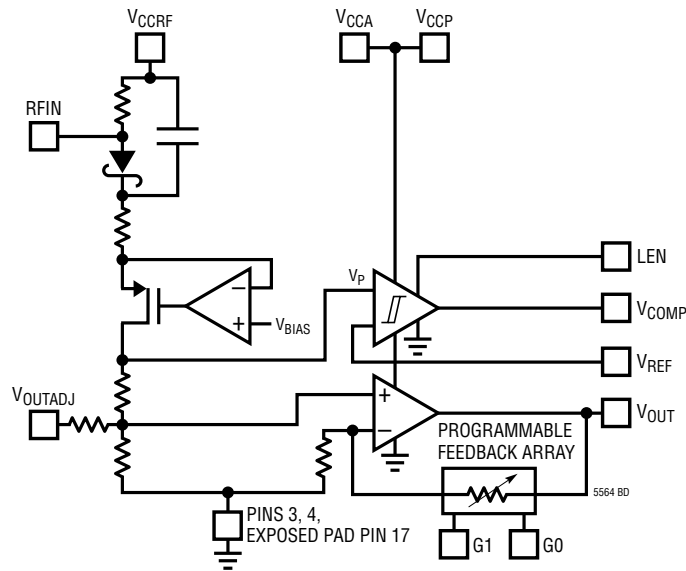 VCCRF
VCCA
VCCP
RFIN
LEN
VP
–
+
VBIAS
VCOMP
VREF
VOUTADJ
+
–
VOUT
PROGRAMMABLE
FEEDBACK ARRAY
5564 BD
PINS 3, 4,
EXPOSED PAD PIN 17
G1
G0